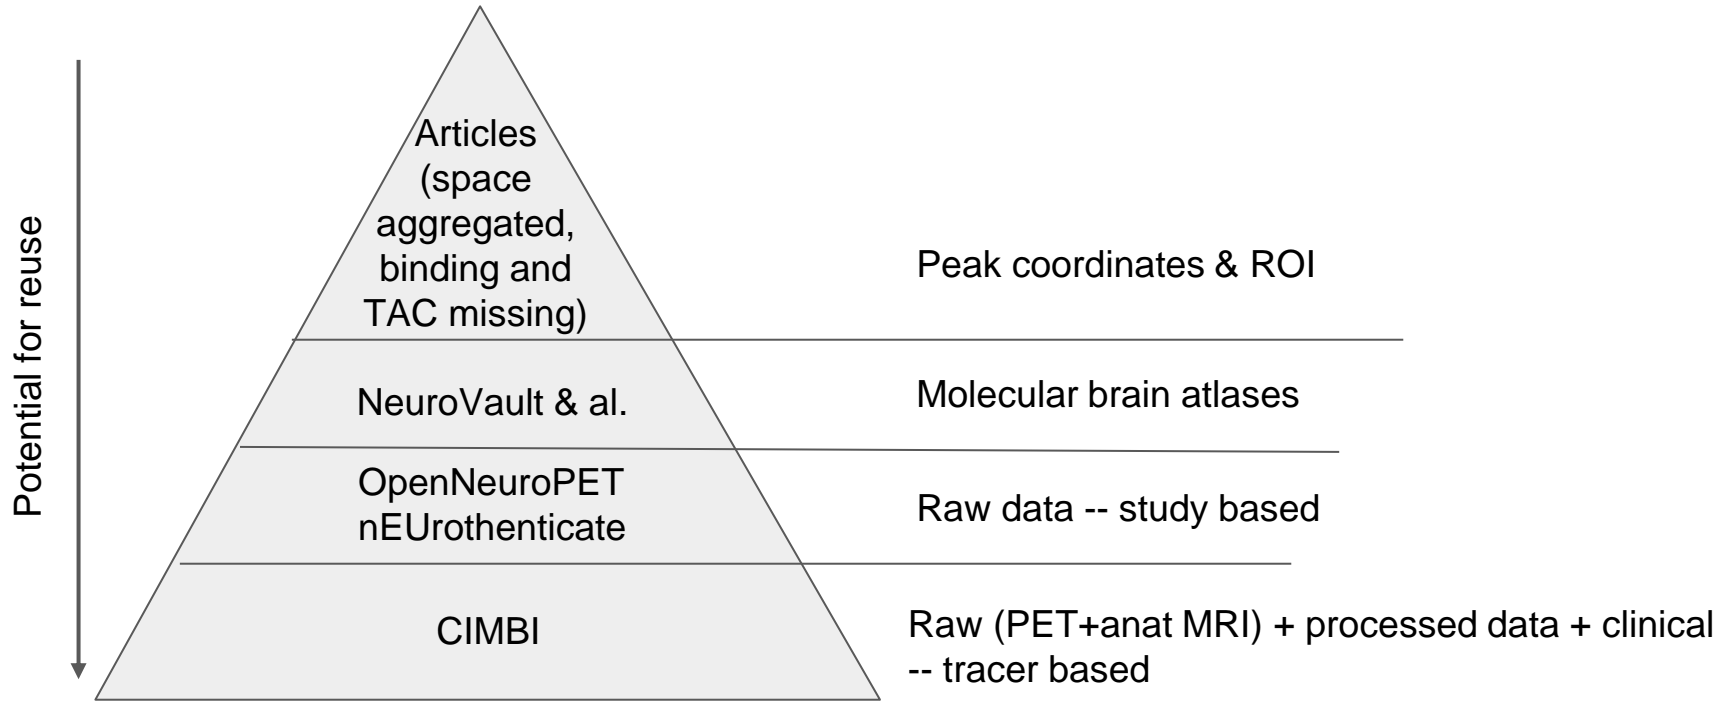 Potential for reuse
Articles
(space
aggregated,
binding and
TAC missing)
Peak coordinates & ROI
NeuroVault & al.
Molecular brain atlases
OpenNeuroPET
nEUrothenticate
Raw data -- study based
CIMBI
Raw (PET+anat MRI) + processed data + clinical
-- tracer based